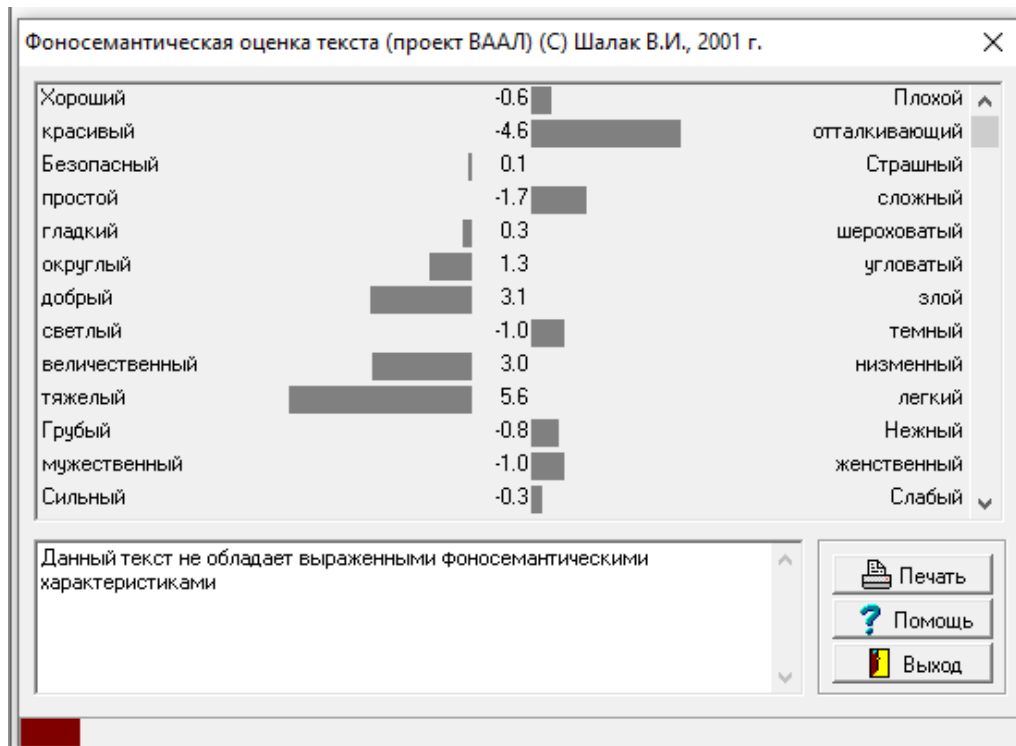 Фоносемантическая оценка текста (проект ВААЛ) (С) Шалак В.И., 2001 г.
Хороший -0.6 Плохой
красивый -4.6 отталкивающий
Безопасный 0.1 Страшный
простой -1.7 сложный
гладкий 0.3 шероховатый
округлый 1.3 угловатый
добрый 3.1 злой
светлый -1.0 темный
величественный 3.0 низменный
тяжелый 5.6 легкий
Грубый -0.8 Нежный
мужественный -1.0 женственный
Сильный -0.3 Слабый
Данный текст не обладает выраженными фоносемантическими
характеристиками
Печать
Помощь
Выход